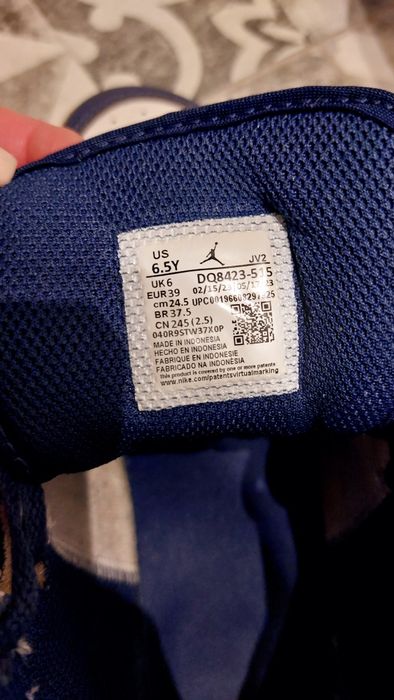 US
6.5Y
JV2
UK 6
DQ8423-515
EUR 39
cm 24.5
BR 37.5
CN 245 (2.5)
040R9STW37X0P
MADE IN INDONESIA
HECHO EN INDONESIE
FABRIQUE EN INDONESIE
FABRICADO NA INDONÉSIA
This product is covered by one or more patents
www.nike.com/patentsvirtualmarking